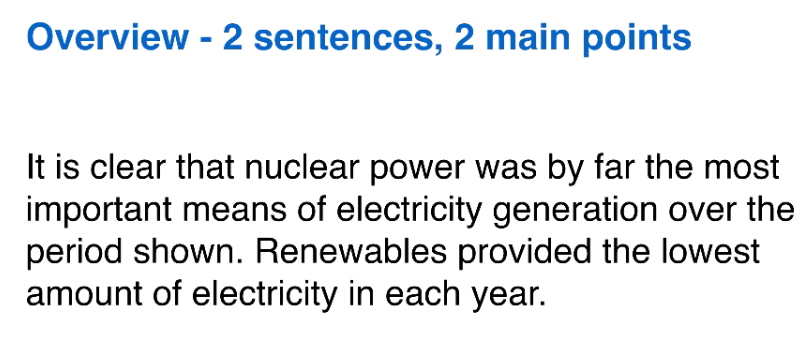 Overview - 2 sentences, 2 main points
It is clear that nuclear power was by far the most
important means of electricity generation over the
period shown. Renewables provided the lowest
amount of electricity in each year.